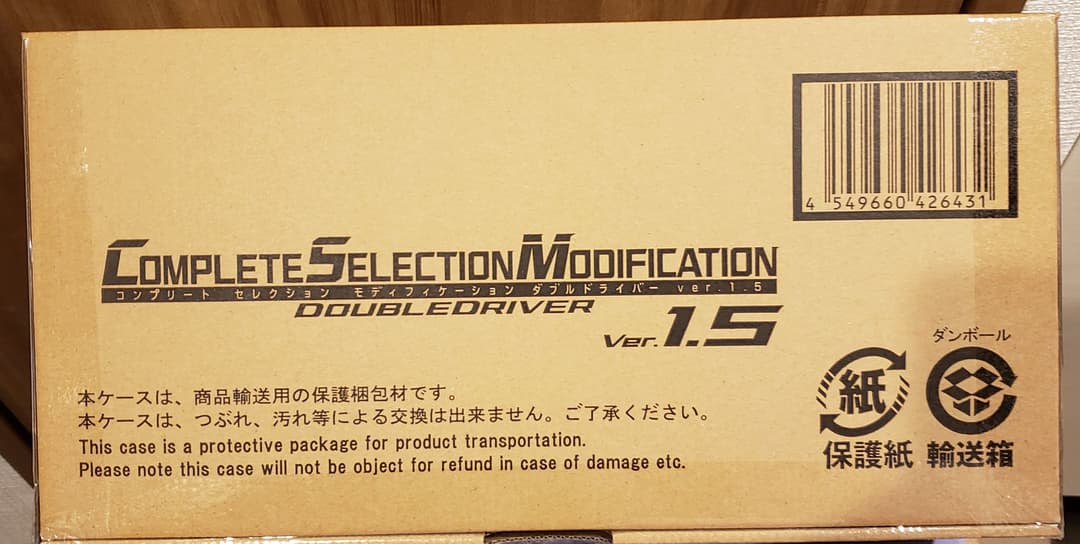 4 549660 426431
COMPLETE SELECTION MODIFICATION
コンプリート セレクション モディフィケーション ダブルドライバー ver.1.5
DOUBLEDRIVER
Ver.1.5
本ケースは、商品輸送用の保護梱包材です。
本ケースは、つぶれ、汚れ等による交換は出来ません。ご了承ください。
This case is a protective package for product transportation.
Please note this case will not be object for refund in case of damage etc.
ダンボール
紙
保護紙 輸送箱